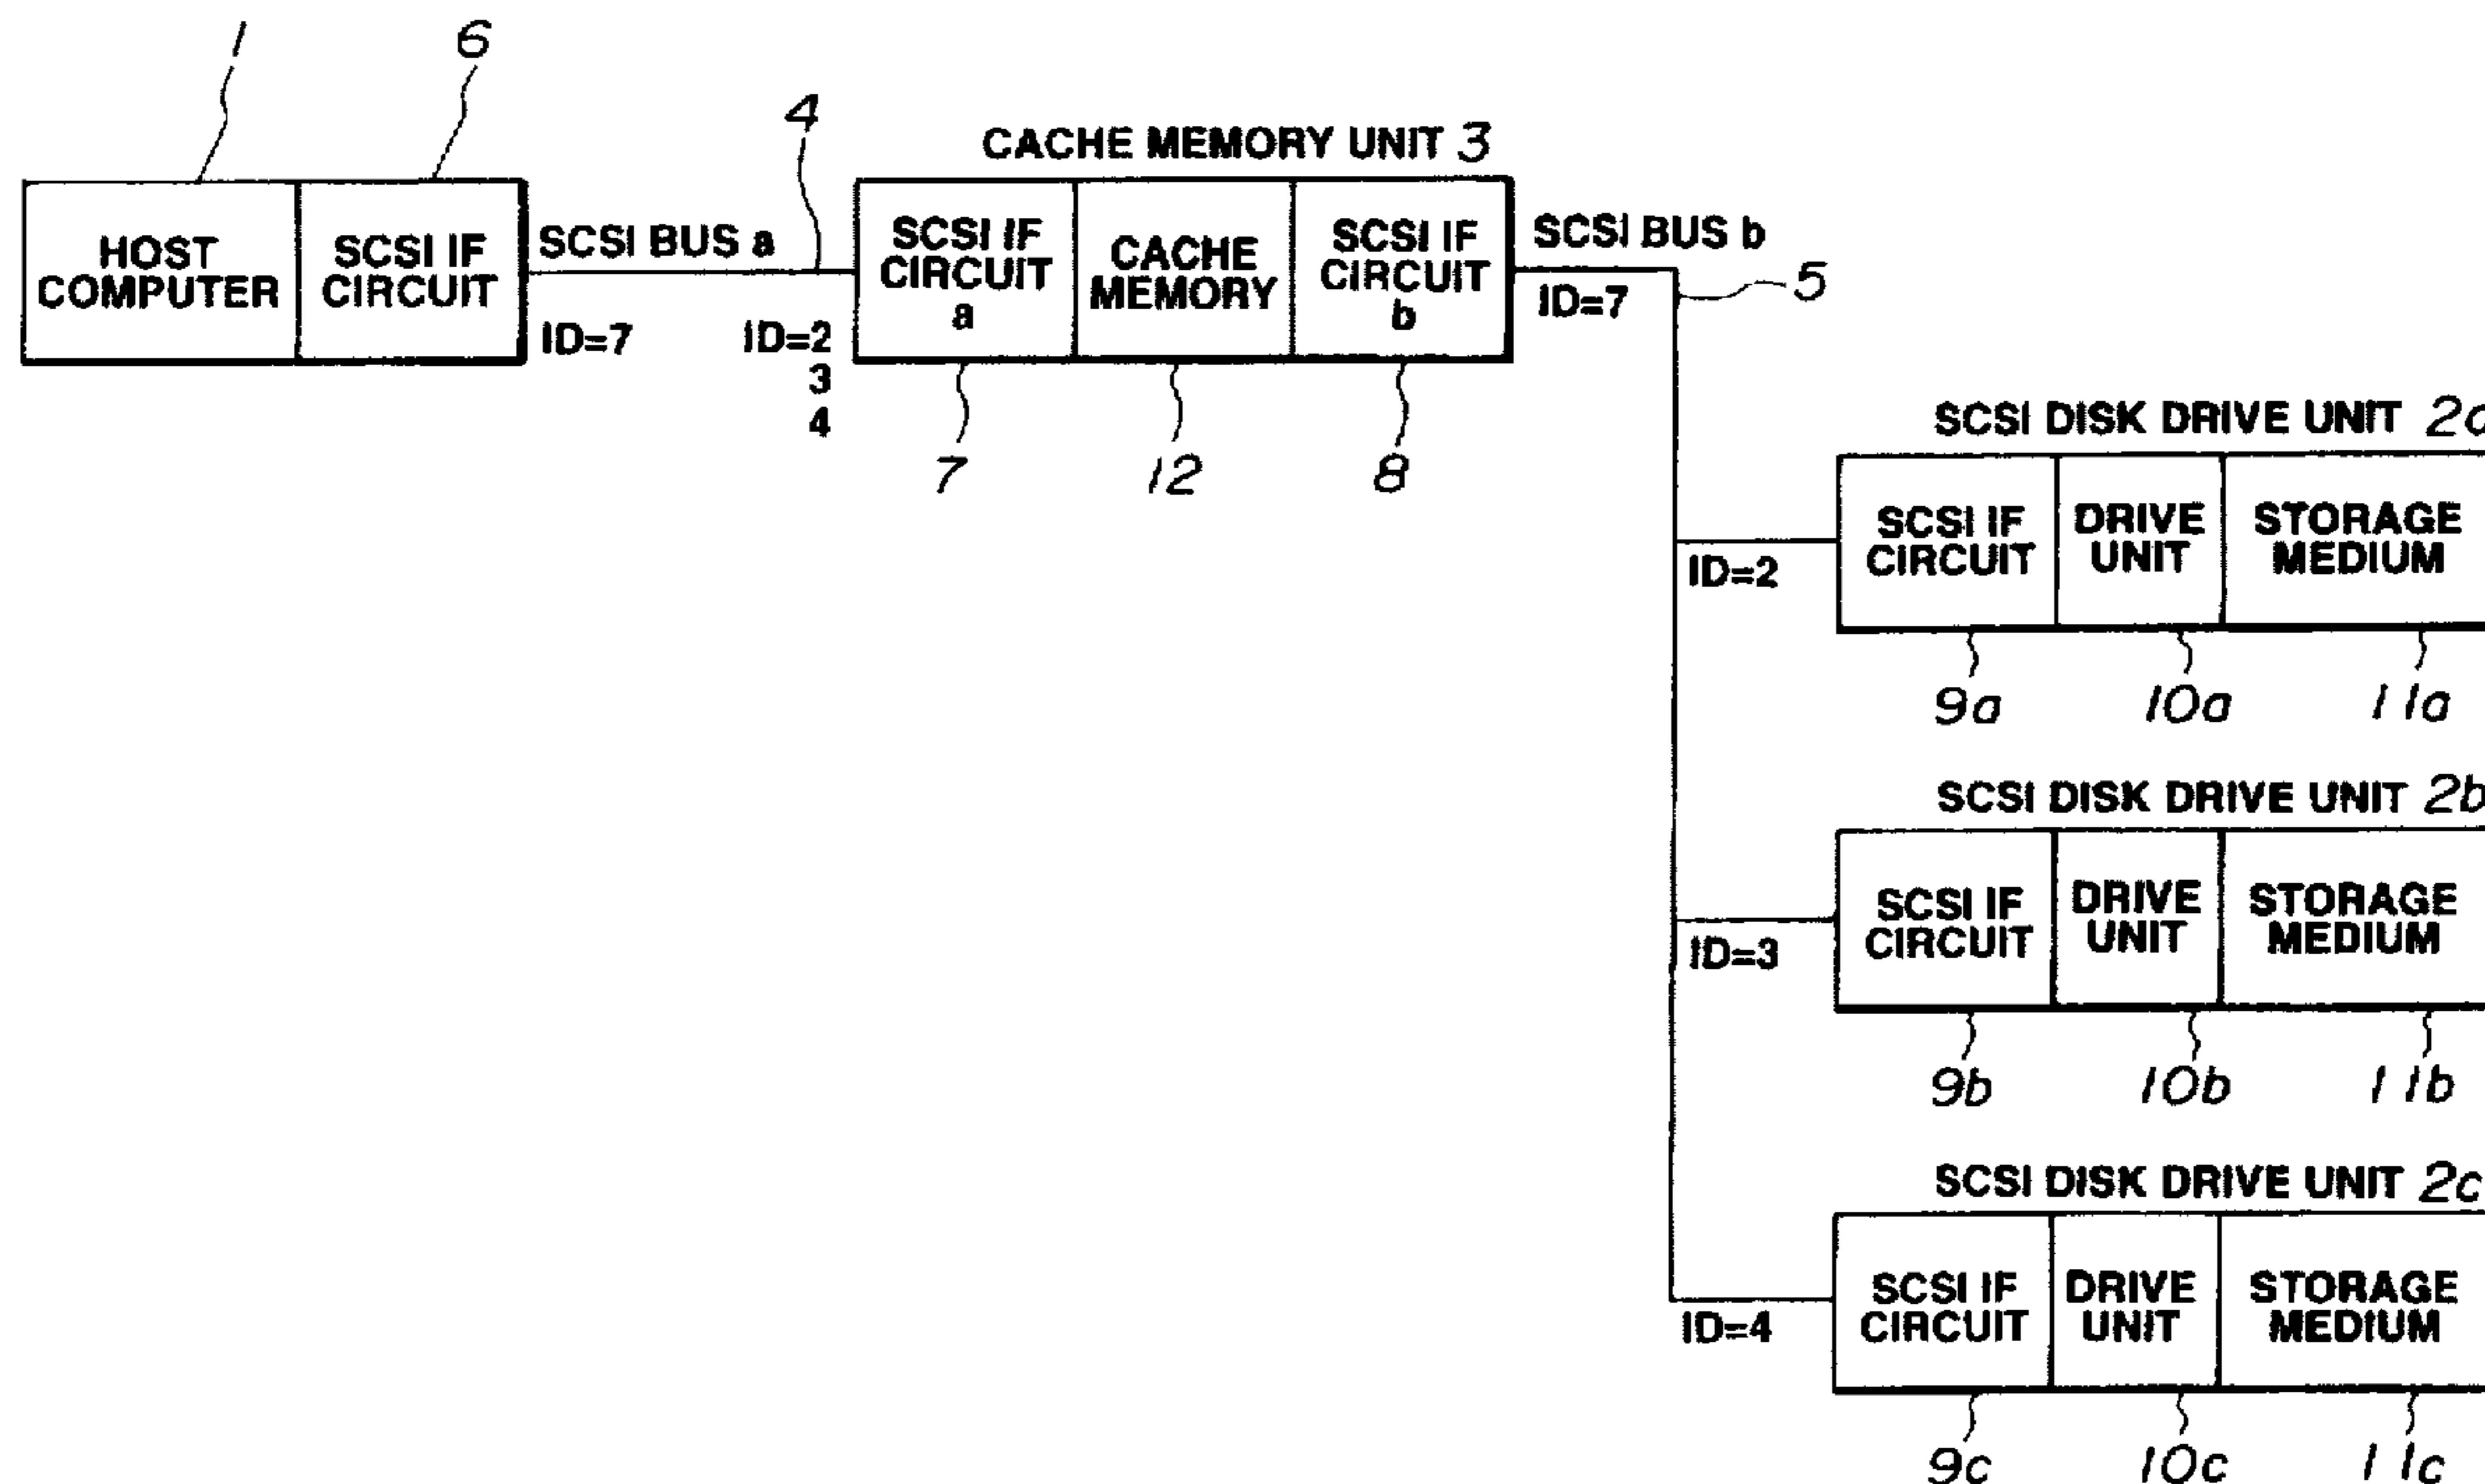 1
6
4
CACHE MEMORY UNIT 3
HOST
COMPUTER
SCSI IF
CIRCUIT
SCSI BUS a
ID=7
ID=2
3
4
SCSI IF
CIRCUIT
a
CACHE
MEMORY
SCSI IF
CIRCUIT
b
SCSI BUS b
ID=7
5
7
12
8
SCSI DISK DRIVE UNIT 2a
ID=2
SCSI IF
CIRCUIT
DRIVE
UNIT
STORAGE
MEDIUM
9a
10a
11a
SCSI DISK DRIVE UNIT 2b
ID=3
SCSI IF
CIRCUIT
DRIVE
UNIT
STORAGE
MEDIUM
9b
10b
11b
SCSI DISK DRIVE UNIT 2c
ID=4
SCSI IF
CIRCUIT
DRIVE
UNIT
STORAGE
MEDIUM
9c
10c
11c